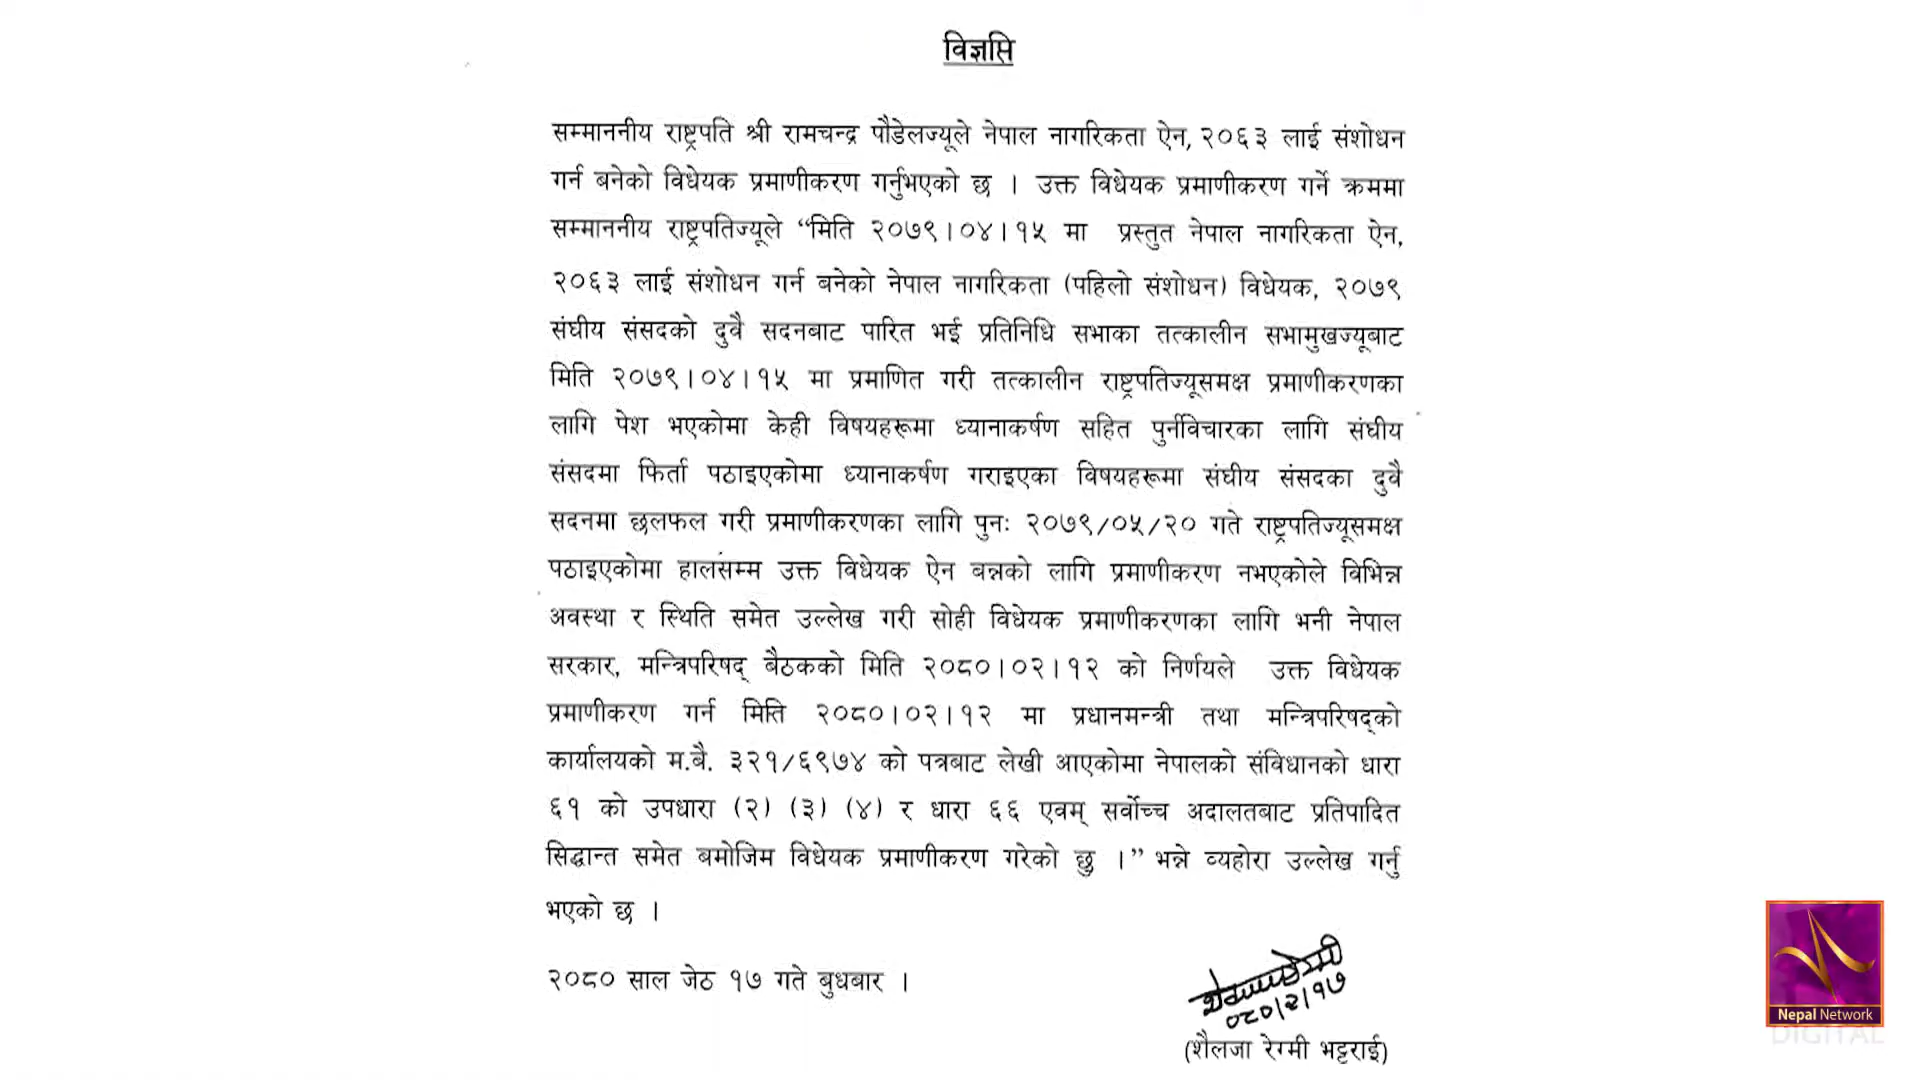 विज्ञप्ति
सम्माननीय राष्ट्रपति श्री रामचन्द्र पौडेलज्यूले नेपाल नागरिकता ऐन, २०६३ लाई संशोधन
गर्न बनेको विधेयक प्रमाणीकरण गर्नुभएको छ । उक्त विधेयक प्रमाणीकरण गर्ने क्रममा
सम्माननीय राष्ट्रपतिज्यूले “मिति २०७९।०४।१५ मा प्रस्तुत नेपाल नागरिकता ऐन,
२०६३ लाई संशोधन गर्न बनेको नेपाल नागरिकता (पहिलो संशोधन) विधेयक, २०७९
संघीय संसदको दुवै सदनबाट पारित भई प्रतिनिधि सभाका तत्कालीन सभामुखज्यूबाट
मिति २०७९।०४।१५ मा प्रमाणित गरी तत्कालीन राष्ट्रपतिज्यूसमक्ष प्रमाणीकरणका
लागि पेश भएकोमा केही विषयहरूमा ध्यानाकर्षण सहित पुर्नविचारका लागि संघीय
संसदमा फिर्ता पठाइएकोमा ध्यानाकर्षण गराइएका विषयहरूमा संघीय संसदका दुवै
सदनमा छलफल गरी प्रमाणीकरणका लागि पुनः २०७९/०५/२० गते राष्ट्रपतिज्यूसमक्ष
पठाइएकोमा हालसम्म उक्त विधेयक ऐन बन्नको लागि प्रमाणीकरण नभएकोले विभिन्न
अवस्था र स्थिति समेत उल्लेख गरी सोही विधेयक प्रमाणीकरणका लागि भनी नेपाल
सरकार, मन्त्रिपरिषद् बैठकको मिति २०८०।०२।१२ को निर्णयले उक्त विधेयक
प्रमाणीकरण गर्न मिति २०८०।०२।१२ मा प्रधानमन्त्री तथा मन्त्रिपरिषद्को
कार्यालयको म.बै. ३२१/६९७४ को पत्रबाट लेखी आएकोमा नेपालको संविधानको धारा
६१ को उपधारा (२) (३) (४) र धारा ६६ एवम् सर्वोच्च अदालतबाट प्रतिपादित
सिद्धान्त समेत बमोजिम विधेयक प्रमाणीकरण गरेको छु ।” भन्ने व्यहोरा उल्लेख गर्नु
भएको छ ।
२०८० साल जेठ १७ गते बुधबार ।
०८०/२/१७
(शैलजा रेग्मी भट्टराई)
Nepal Network
DIGITAL